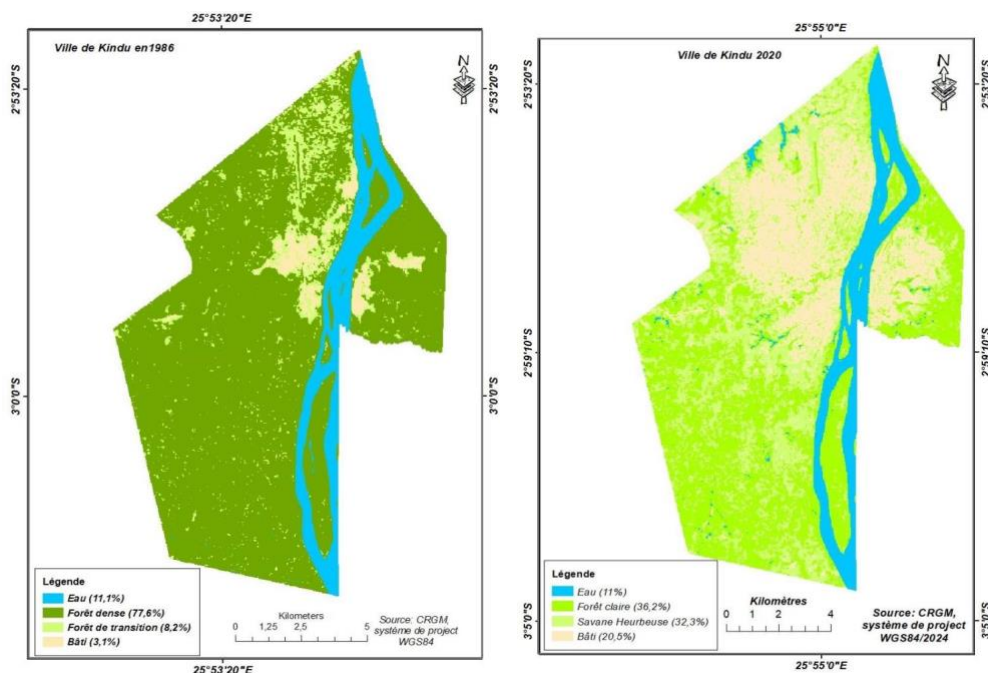 25°53'20"E
Ville de Kindu en1986
N
2°53'20"S
2°53'20"S
3°0'0"S
3°0'0"S
Légende
Eau (11,1%)
Forêt dense (77,6%)
Forêt de transition (8,2%)
Bâti (3,1%)
Kilometers
0 1,25 2,5 5
Source: CRGM,
système de project
WGS84
25°53'20"E
25°55'0"E
Ville de Kindu 2020
N
2°53'20"S
2°53'20"S
2°59'10"S
2°59'10"S
3°5'0"S
3°5'0"S
Légende
Eau (11%)
Forêt claire (36,2%)
Savane Heurbeuse (32,3%)
Bâti (20,5%)
Kilomètres
0 1 2 4
Source: CRGM,
système de project
WGS84/2024
25°55'0"E